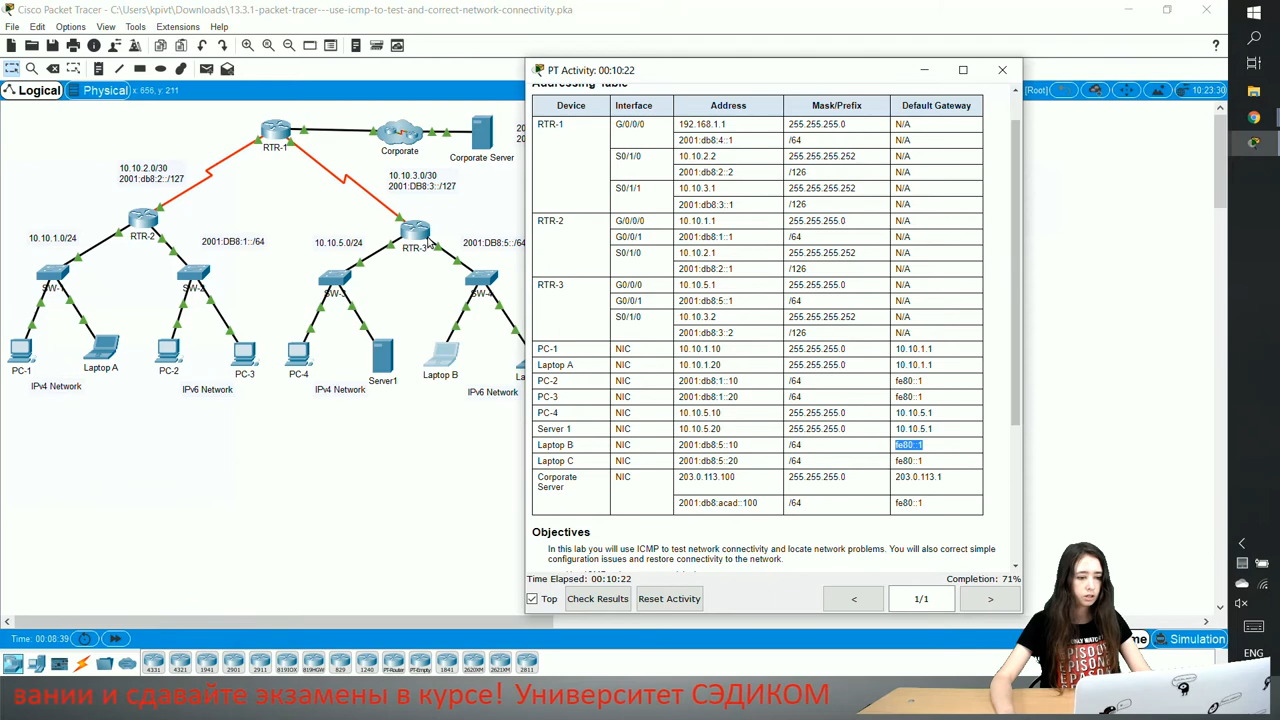 Cisco Packet Tracer - C:\Users\kpivt\Downloads\13.3.1-packet-tracer---use-icmp-to-test-and-correct-network-connectivity.pka
File Edit Options View Tools Extensions Help
Logical Physical x: 656, y: 211
[Root] 10:23:30
RTR-1
Corporate
Corporate Server
10.10.2.0/30
2001:db8:2::/127
10.10.3.0/30
2001:DB8:3::/127
RTR-2
RTR-3
10.10.1.0/24
2001:DB8:1::/64
10.10.5.0/24
2001:DB8:5::/64
SW-1
SW-2
SW-3
SW-4
PC-1
Laptop A
PC-2
PC-3
PC-4
Server1
Laptop B
IPv4 Network
IPv6 Network
IPv4 Network
IPv6 Network
PT Activity: 00:10:22
Addressing Table
Device Interface Address Mask/Prefix Default Gateway
RTR-1 G/0/0/0 192.168.1.1 255.255.255.0 N/A
2001:db8:4::1 /64 N/A
S0/1/0 10.10.2.2 255.255.255.252 N/A
2001:db8:2::2 /126 N/A
S0/1/1 10.10.3.1 255.255.255.252 N/A
2001:db8:3::1 /126 N/A
RTR-2 G/0/0/0 10.10.1.1 255.255.255.0 N/A
G0/0/1 2001:db8:1::1 /64 N/A
S0/1/0 10.10.2.1 255.255.255.252 N/A
2001:db8:2::1 /126 N/A
RTR-3 G0/0/0 10.10.5.1 255.255.255.0 N/A
G0/0/1 2001:db8:5::1 /64 N/A
S0/1/0 10.10.3.2 255.255.255.252 N/A
2001:db8:3::2 /126 N/A
PC-1 NIC 10.10.1.10 255.255.255.0 10.10.1.1
Laptop A NIC 10.10.1.20 255.255.255.0 10.10.1.1
PC-2 NIC 2001:db8:1::10 /64 fe80::1
PC-3 NIC 2001:db8:1::20 /64 fe80::1
PC-4 NIC 10.10.5.10 255.255.255.0 10.10.5.1
Server 1 NIC 10.10.5.20 255.255.255.0 10.10.5.1
Laptop B NIC 2001:db8:5::10 /64 fe80::1
Laptop C NIC 2001:db8:5::20 /64 fe80::1
Corporate Server NIC 203.0.113.100 255.255.255.0 203.0.113.1
2001:db8:acad::100 /64 fe80::1
Objectives
In this lab you will use ICMP to test network connectivity and locate network problems. You will also correct simple
configuration issues and restore connectivity to the network.
Time Elapsed: 00:10:22 Completion: 71%
Top Check Results Reset Activity < 1/1 >
Time: 00:08:39
Simulation
ENG
4331 4321 1941 2901 2911 819IOX 819HGW 829 1240 PT-Router PT-Empty 1841 2620XM 2621XM 2811
вании и сдавайте экзамены в курсе! Университет СЭДИКОМ